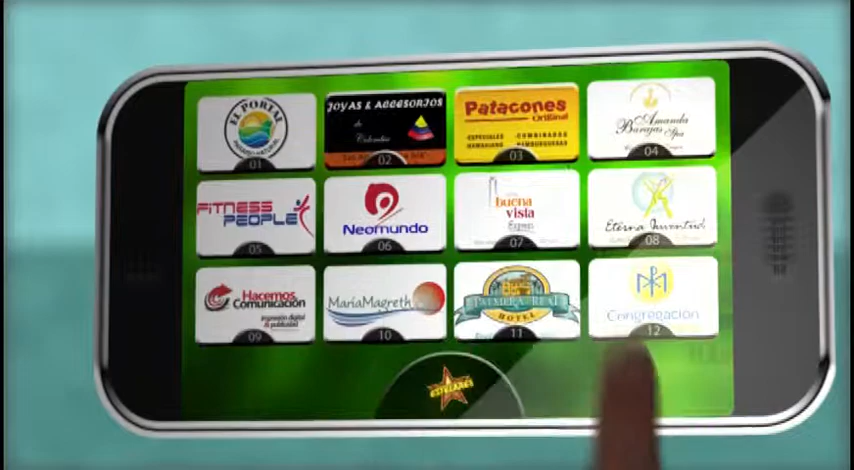 EL PORTAL
01
JOYAS & ACCESORIOS
de
Colombia
02
Patacones
Original
ESPECIALES
COMBINADOS
HAMBURGUESAS
03
Amanda
Barajas Spa
04
FITNESS
PEOPLE
05
Neomundo
06
buena
vista
Express
07
Eterna Juventud
08
Hacemos
Comunicación
impresión digital
& publicidad
09
MariaMagreth
10
PALMERA REAL
HOTEL
11
Congregación
12
ESTELARES